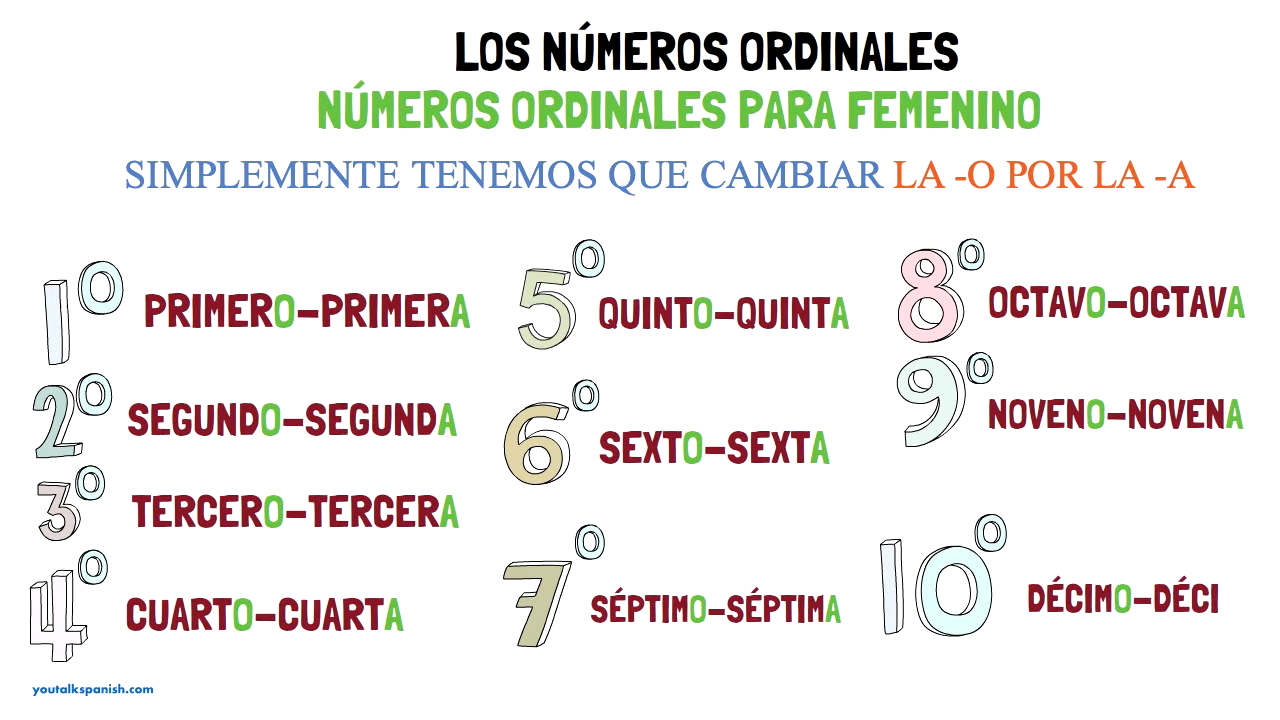 LOS NÚMEROS ORDINALES
NÚMEROS ORDINALES PARA FEMENINO
SIMPLEMENTE TENEMOS QUE CAMBIAR LA -O POR LA -A
1º PRIMERO-PRIMERA
2º SEGUNDO-SEGUNDA
3º TERCERO-TERCERA
4º CUARTO-CUARTA
5º QUINTO-QUINTA
6º SEXTO-SEXTA
7º SÉPTIMO-SÉPTIMA
8º OCTAVO-OCTAVA
9º NOVENO-NOVENA
10º DÉCIMO-DÉCI
youtalkspanish.com